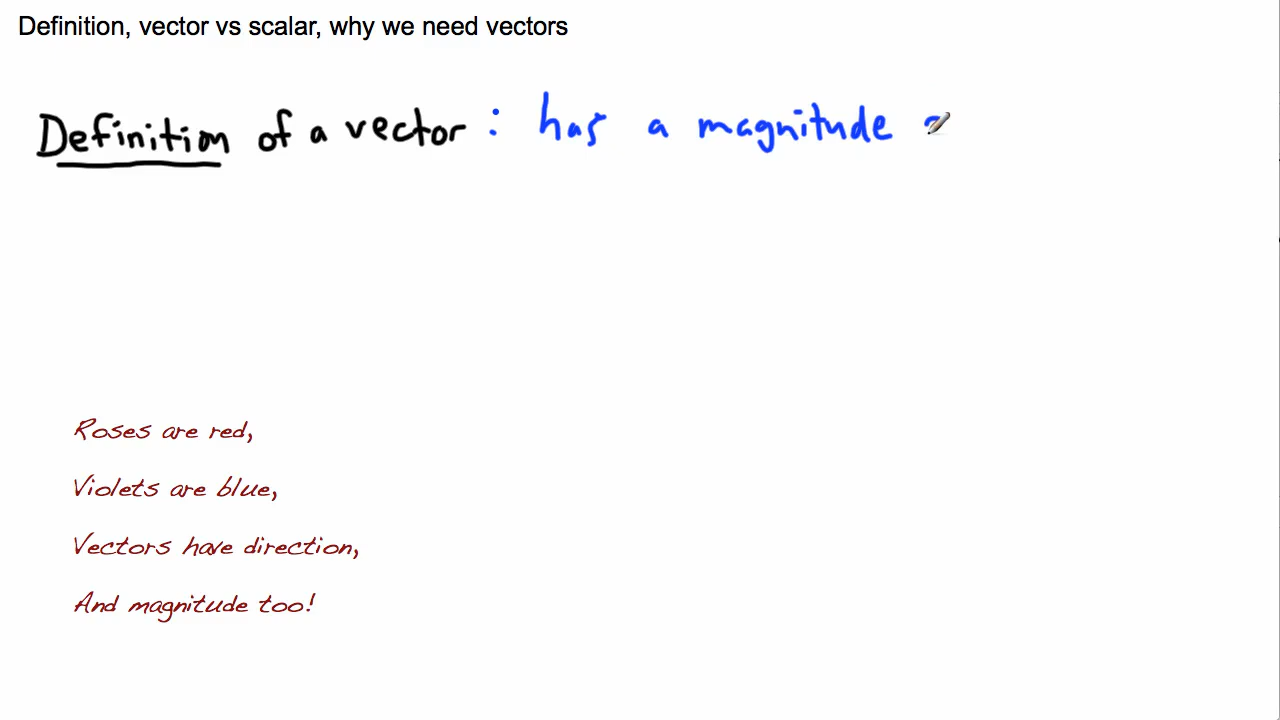 Definition, vector vs scalar, why we need vectors
Definition of a vector : has a magnitude
Roses are red,
Violets are blue,
Vectors have direction,
And magnitude too!